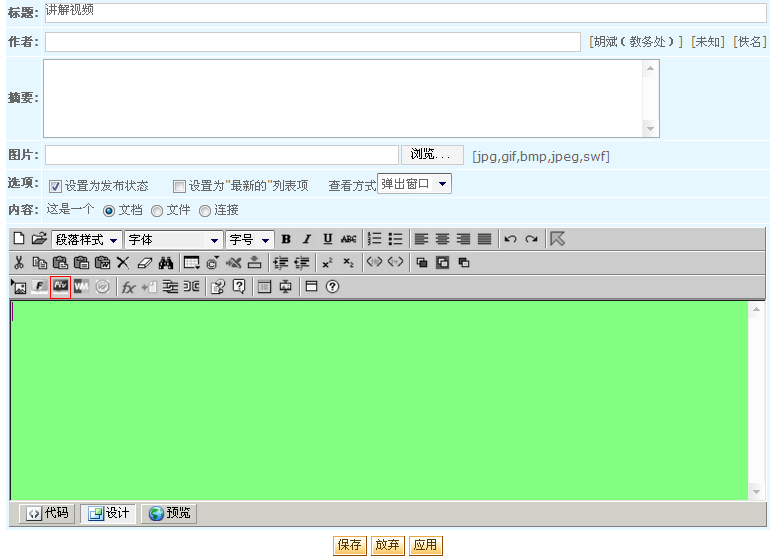 标题: 讲解视频
作者: [胡斌(教务处)] [未知] [佚名]
摘要:
图片: 浏览... [jpg,gif,bmp,jpeg,swf]
选项: 设置为发布状态 设置为"最新的"列表项 查看方式 弹出窗口
内容: 这是一个 文档 文件 连接
段落样式 字体 字号 B I U ABC
代码 设计 预览
保存 放弃 应用